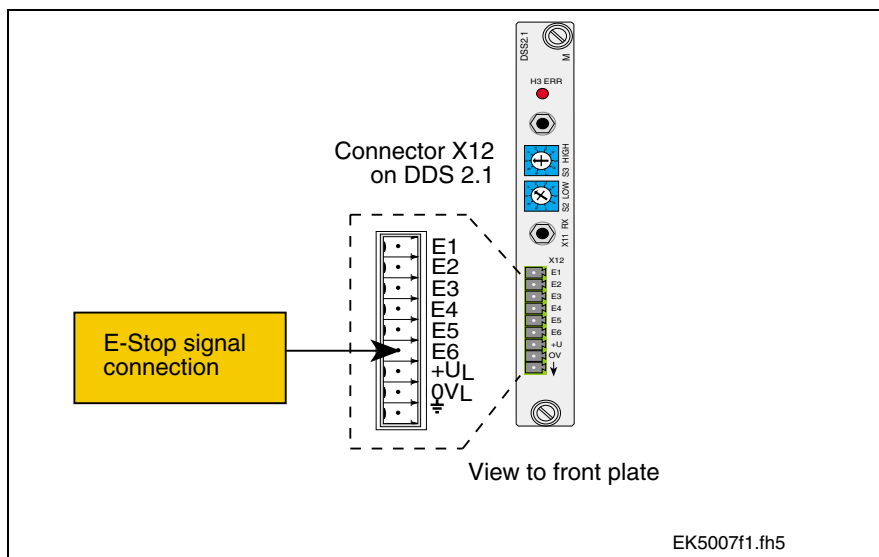 DSS2.1
M
H3 ERR
Connector X12
on DDS 2.1
S3 HIGH
S2 LOW
X11 RX
X12
E1
E2
E3
E4
E5
E6
+U
OV
E1
E2
E3
E4
E5
E6
+UL
0VL
E-Stop signal
connection
View to front plate
EK5007f1.fh5